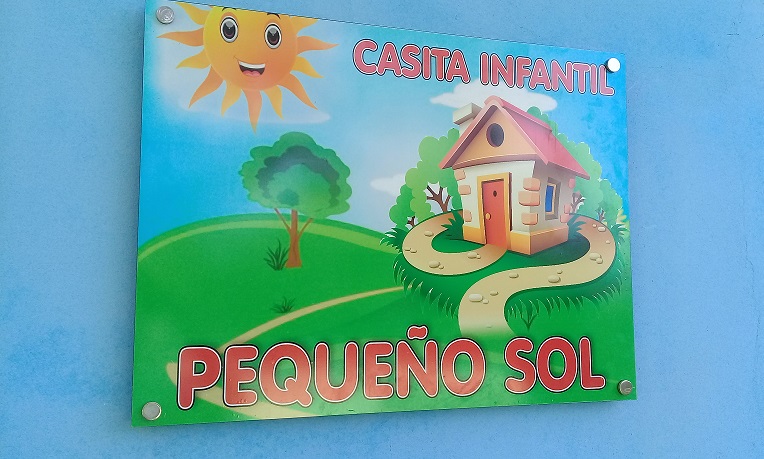 CASITA INFANTIL
PEQUEÑO SOL